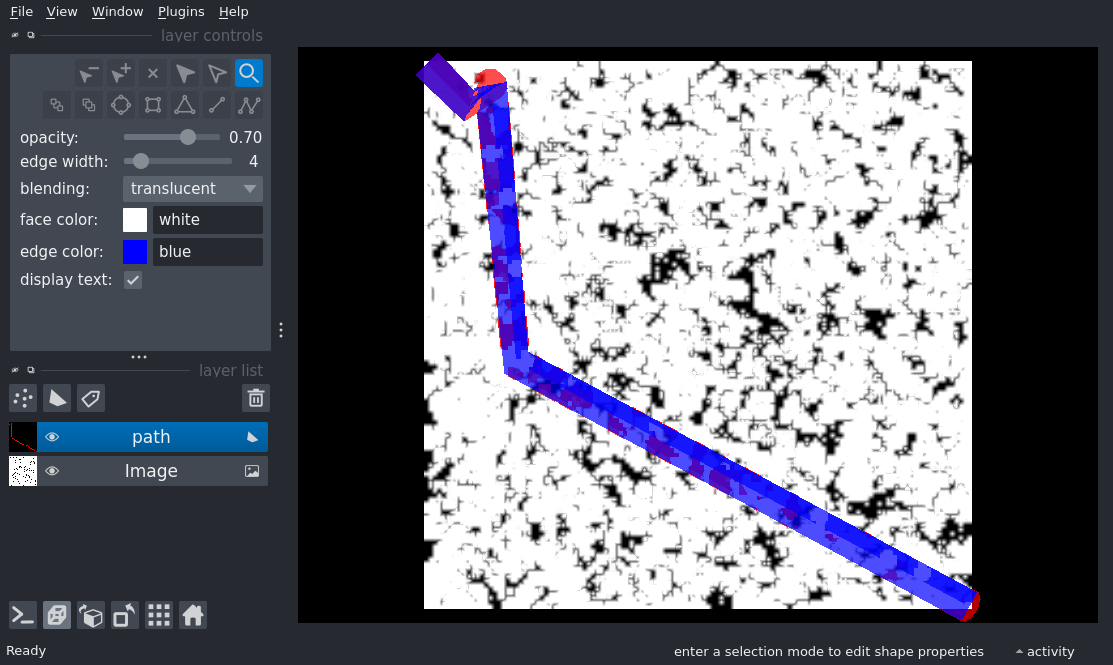 File View Window Plugins Help
layer controls
opacity: 0.70
edge width: 4
blending: translucent
face color: white
edge color: blue
display text:
layer list
path
Image
Ready enter a selection mode to edit shape properties activity